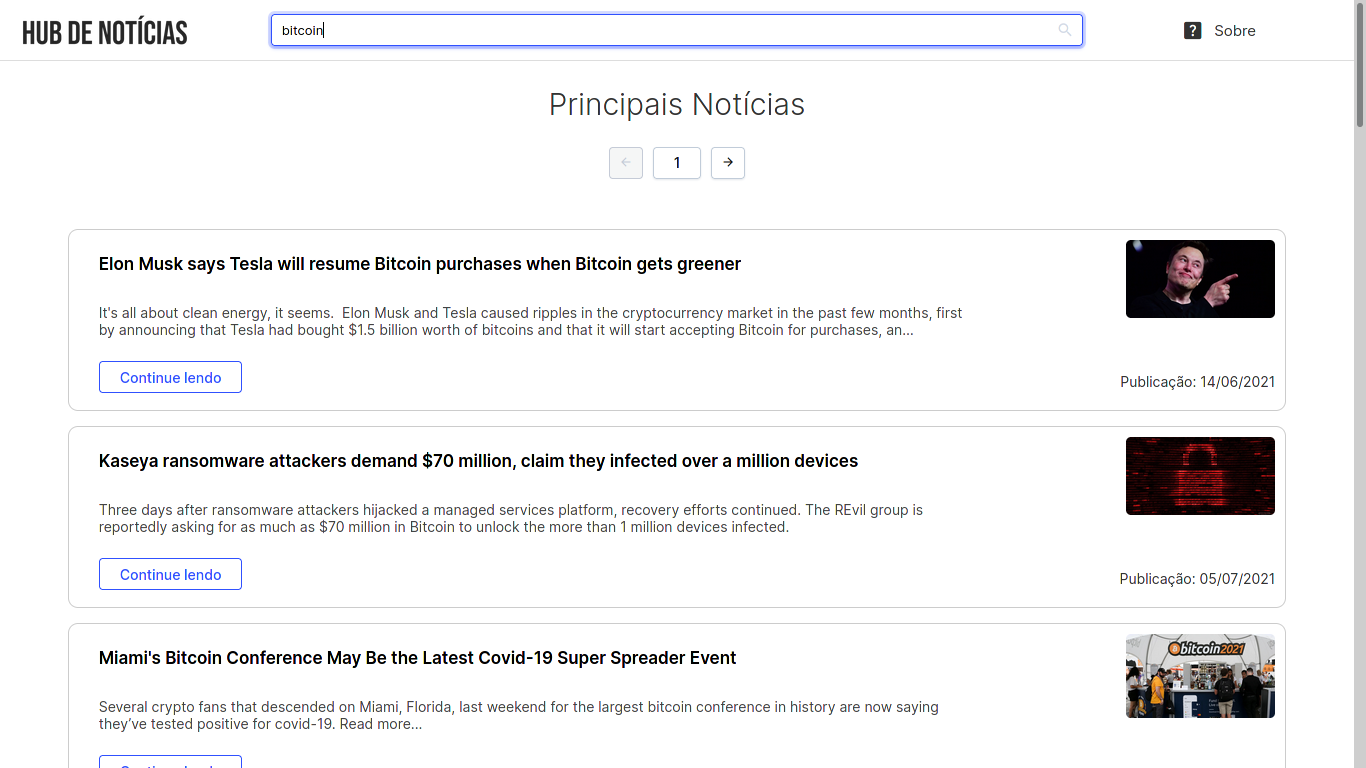 HUB DE NOTÍCIAS
bitcoin
? Sobre
Principais Notícias
← 1 →
Elon Musk says Tesla will resume Bitcoin purchases when Bitcoin gets greener
It's all about clean energy, it seems.  Elon Musk and Tesla caused ripples in the cryptocurrency market in the past few months, first
by announcing that Tesla had bought $1.5 billion worth of bitcoins and that it will start accepting Bitcoin for purchases, an...
Continue lendo
Publicação: 14/06/2021
Kaseya ransomware attackers demand $70 million, claim they infected over a million devices
Three days after ransomware attackers hijacked a managed services platform, recovery efforts continued. The REvil group is
reportedly asking for as much as $70 million in Bitcoin to unlock the more than 1 million devices infected.
Continue lendo
Publicação: 05/07/2021
Miami's Bitcoin Conference May Be the Latest Covid-19 Super Spreader Event
bitcoin2021
Several crypto fans that descended on Miami, Florida, last weekend for the largest bitcoin conference in history are now saying
they’ve tested positive for covid-19. Read more...